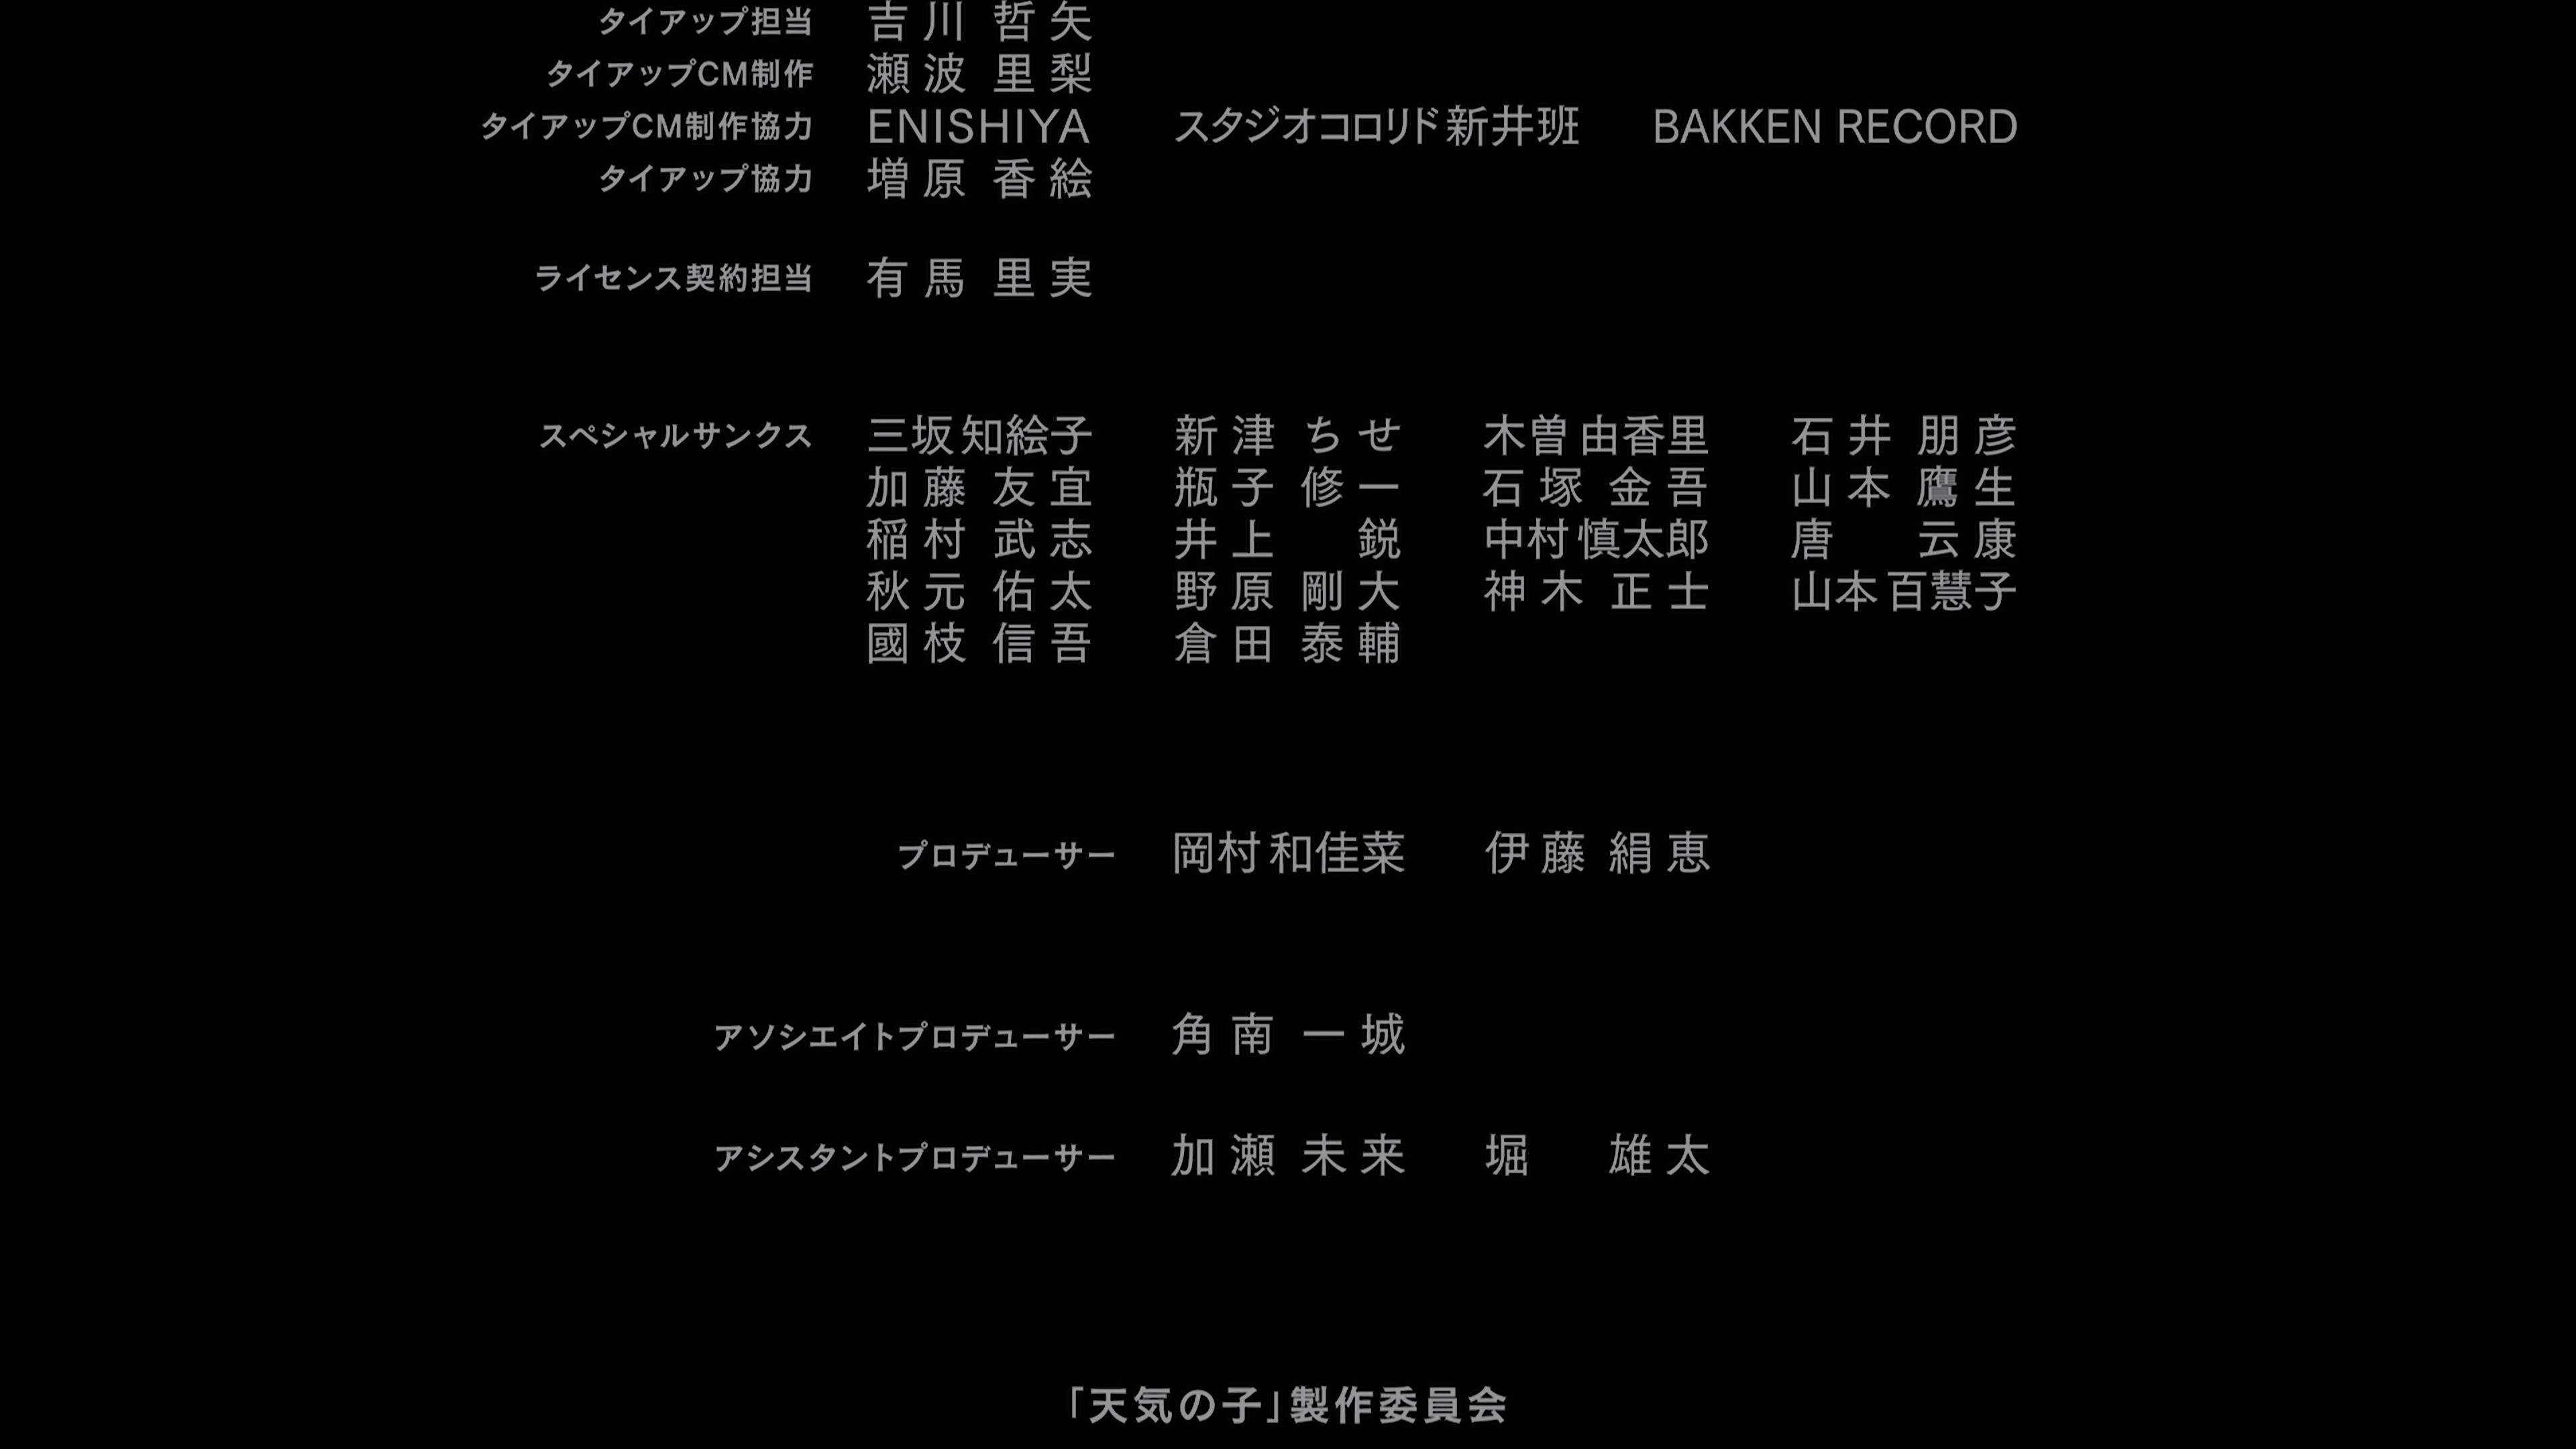 タイアップ担当 吉川 哲矢
タイアップCM制作 瀬波 里梨
タイアップCM制作協力 ENISHIYA スタジオコロリド新井班 BAKKEN RECORD
タイアップ協力 増原 香絵
ライセンス契約担当 有馬 里実
スペシャルサンクス 三坂 知絵子 新津 ちせ 木曽 由香里 石井 朋彦
加藤 友宜 瓶子 修一 石塚 金吾 山本 鷹生
稲村 武志 井上 鋭 中村 慎太郎 唐 云康
秋元 佑太 野原 剛大 神木 正士 山本 百慧子
國枝 信吾 倉田 泰輔
プロデューサー 岡村 和佳菜 伊藤 絹恵
アソシエイトプロデューサー 角南 一城
アシスタントプロデューサー 加瀬 未来 堀 雄太
「天気の子」製作委員会